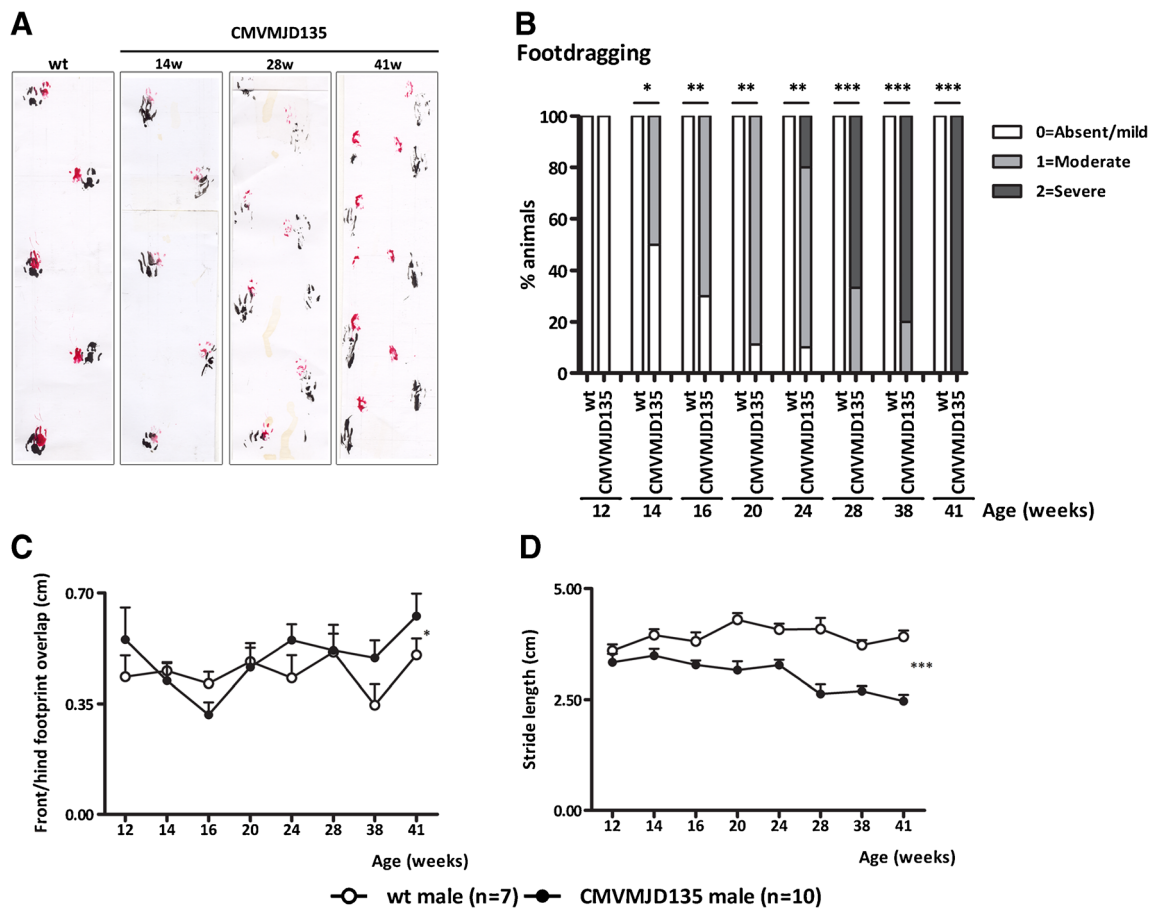 A
CMVMJD135
wt 14w 28w 41w
B
Footdragging
* ** ** ** *** *** ***
100
80
60
40
20
0
% animals
0=Absent/mild
1=Moderate
2=Severe
wt CMVMJD135 wt CMVMJD135 wt CMVMJD135 wt CMVMJD135 wt CMVMJD135 wt CMVMJD135 wt CMVMJD135 wt CMVMJD135
12 14 16 20 24 28 38 41 Age (weeks)
C
Front/hind footprint overlap (cm)
0.70
0.35
0.00
*
12 14 16 20 24 28 38 41
Age (weeks)
D
Stride length (cm)
5.00
2.50
0.00
***
12 14 16 20 24 28 38 41
Age (weeks)
wt male (n=7) CMVMJD135 male (n=10)